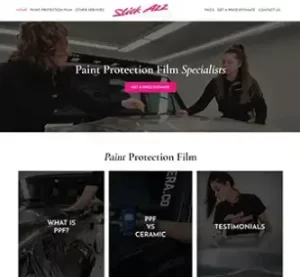 HOME PAINT PROTECTION FILM OTHER SERVICES Slick Azz FAQS GET A PRICE ESTIMATE CONTACT US
Paint Protection Film Specialists
GET A PRICE ESTIMATE
Paint Protection Film
WHAT IS
PPF?
PPF
VS
CERAMIC
TESTIMONIALS